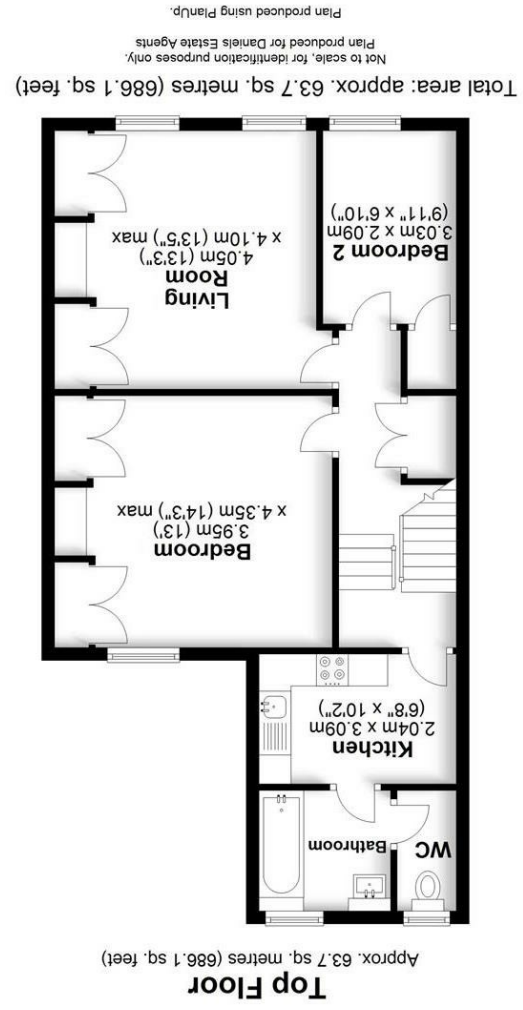 Top Floor
Approx. 63.7 sq. metres (686.1 sq. feet)
WC
Bathroom
Kitchen
2.04m x 3.09m
(6'8" x 10'2")
Bedroom
3.95m (13')
x 4.35m (14'3") max
Living
Room
4.05m (13'3")
x 4.10m (13'5") max
Bedroom 2
3.03m x 2.09m
(9'11" x 6'10")
Total area: approx. 63.7 sq. metres (686.1 sq. feet)
Not to scale, for identification purposes only.
Plan produced for Daniels Estate Agents
Plan produced using PlanUp.